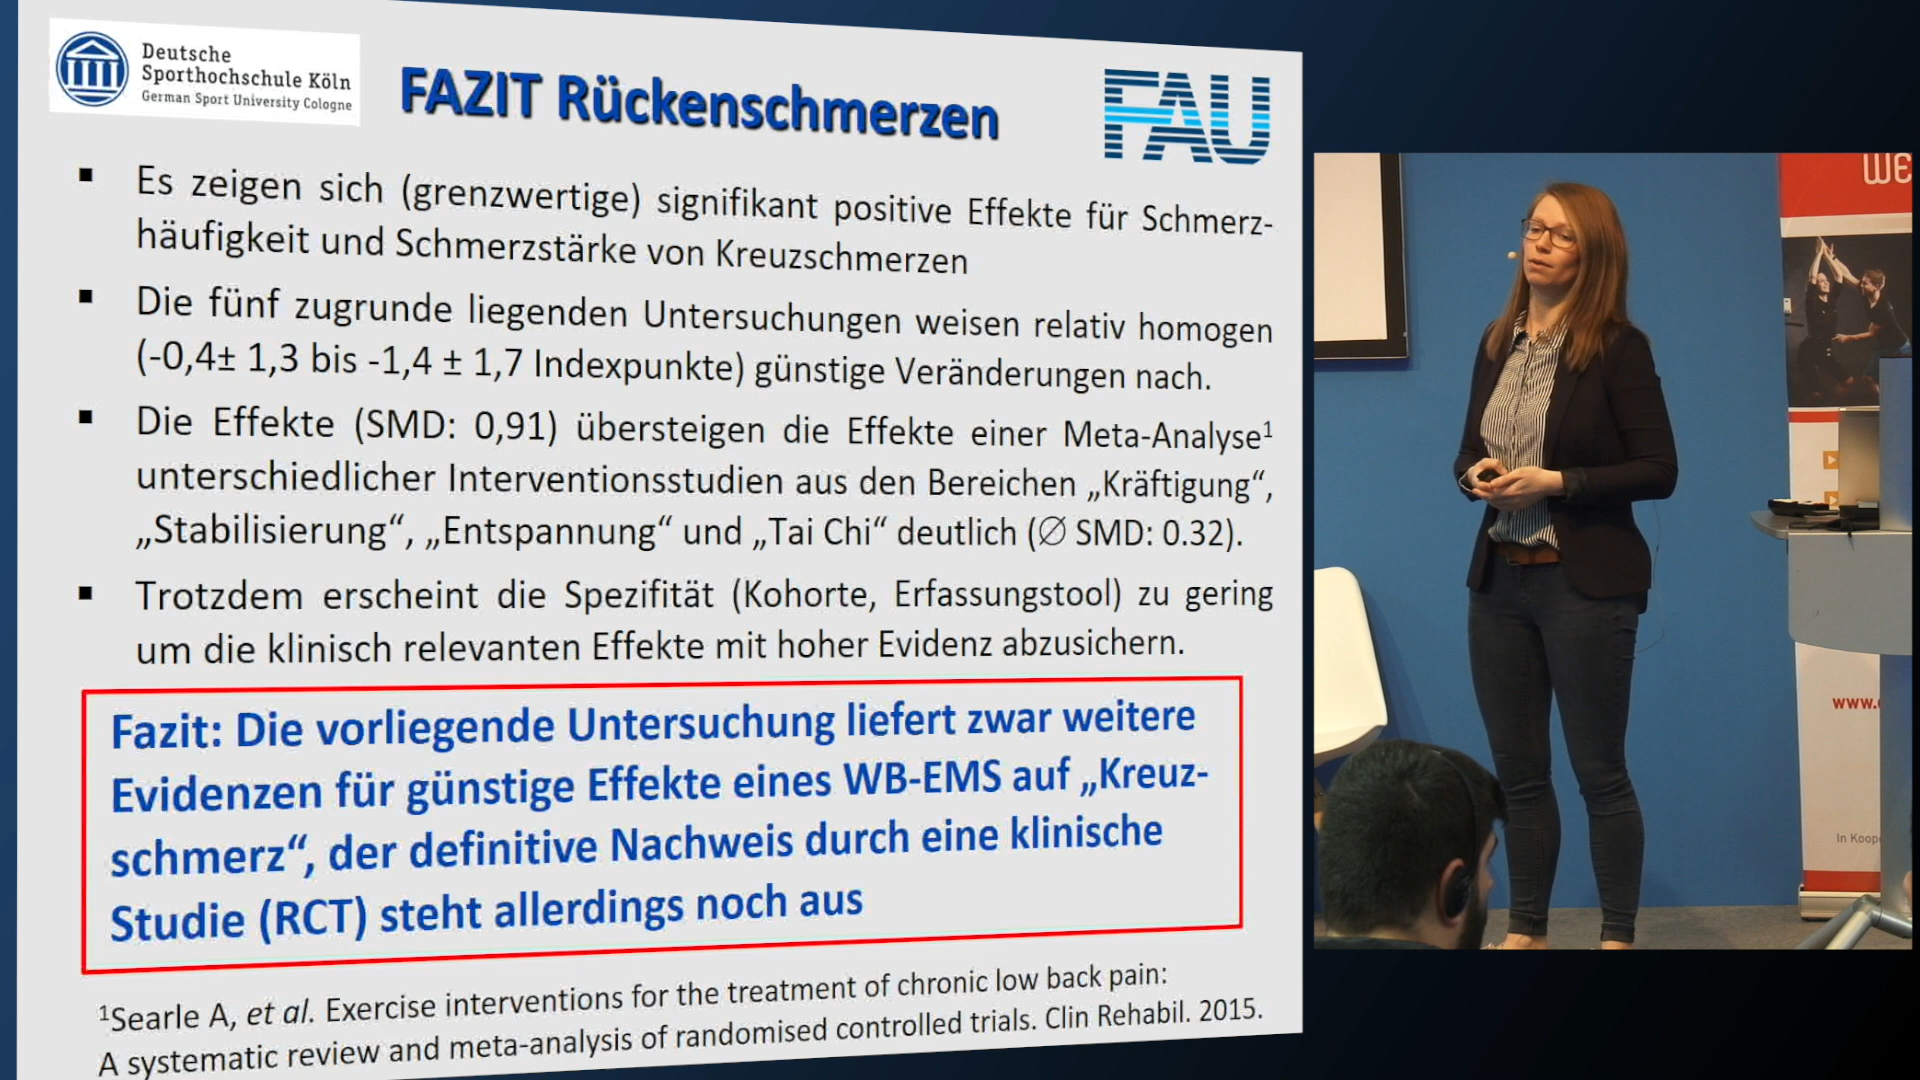 Deutsche
Sporthochschule Köln
German Sport University Cologne
FAZIT Rückenschmerzen
FAU
▪ Es zeigen sich (grenzwertige) signifikant positive Effekte für Schmerz-
häufigkeit und Schmerzstärke von Kreuzschmerzen
▪ Die fünf zugrunde liegenden Untersuchungen weisen relativ homogen
(-0,4± 1,3 bis -1,4 ± 1,7 Indexpunkte) günstige Veränderungen nach.
▪ Die Effekte (SMD: 0,91) übersteigen die Effekte einer Meta-Analyse¹
unterschiedlicher Interventionsstudien aus den Bereichen „Kräftigung“,
„Stabilisierung“, „Entspannung“ und „Tai Chi“ deutlich (∅ SMD: 0.32).
▪ Trotzdem erscheint die Spezifität (Kohorte, Erfassungstool) zu gering
um die klinisch relevanten Effekte mit hoher Evidenz abzusichern.
Fazit: Die vorliegende Untersuchung liefert zwar weitere
Evidenzen für günstige Effekte eines WB-EMS auf „Kreuz-
schmerz“, der definitive Nachweis durch eine klinische
Studie (RCT) steht allerdings noch aus
¹Searle A, et al. Exercise interventions for the treatment of chronic low back pain:
A systematic review and meta-analysis of randomised controlled trials. Clin Rehabil. 2015.
WE
www.
In Koop